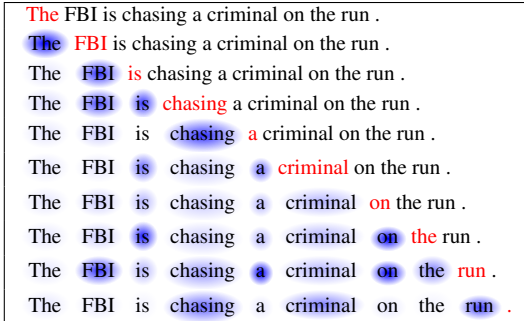 The FBI is chasing a criminal on the run .
The FBI is chasing a criminal on the run .
The FBI is chasing a criminal on the run .
The FBI is chasing a criminal on the run .
The FBI is chasing a criminal on the run .
The FBI is chasing a criminal on the run .
The FBI is chasing a criminal on the run .
The FBI is chasing a criminal on the run .
The FBI is chasing a criminal on the run .
The FBI is chasing a criminal on the run .